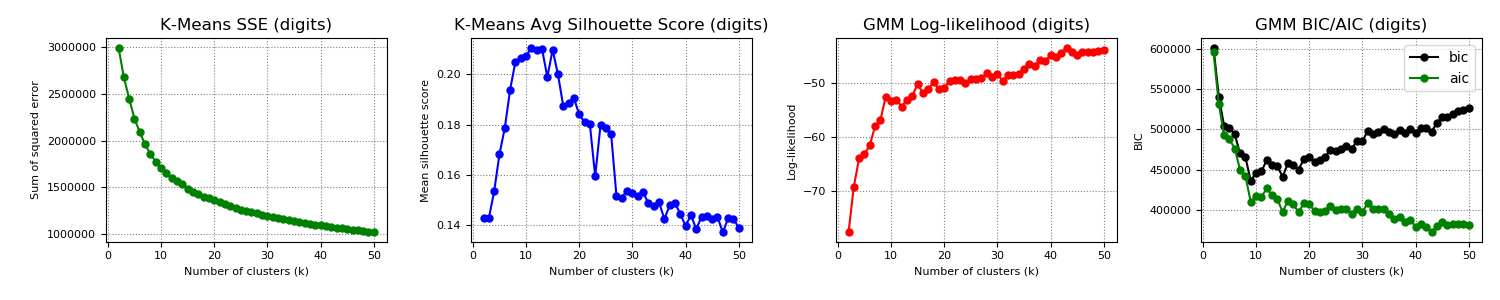 K-Means SSE (digits)
Sum of squared error
3000000
2500000
2000000
1500000
1000000
0 10 20 30 40 50
Number of clusters (k)
K-Means Avg Silhouette Score (digits)
Mean silhouette score
0.20
0.18
0.16
0.14
0 10 20 30 40 50
Number of clusters (k)
GMM Log-likelihood (digits)
Log-likelihood
−50
−60
−70
0 10 20 30 40 50
Number of clusters (k)
GMM BIC/AIC (digits)
BIC
600000
550000
500000
450000
400000
bic
aic
0 10 20 30 40 50
Number of clusters (k)